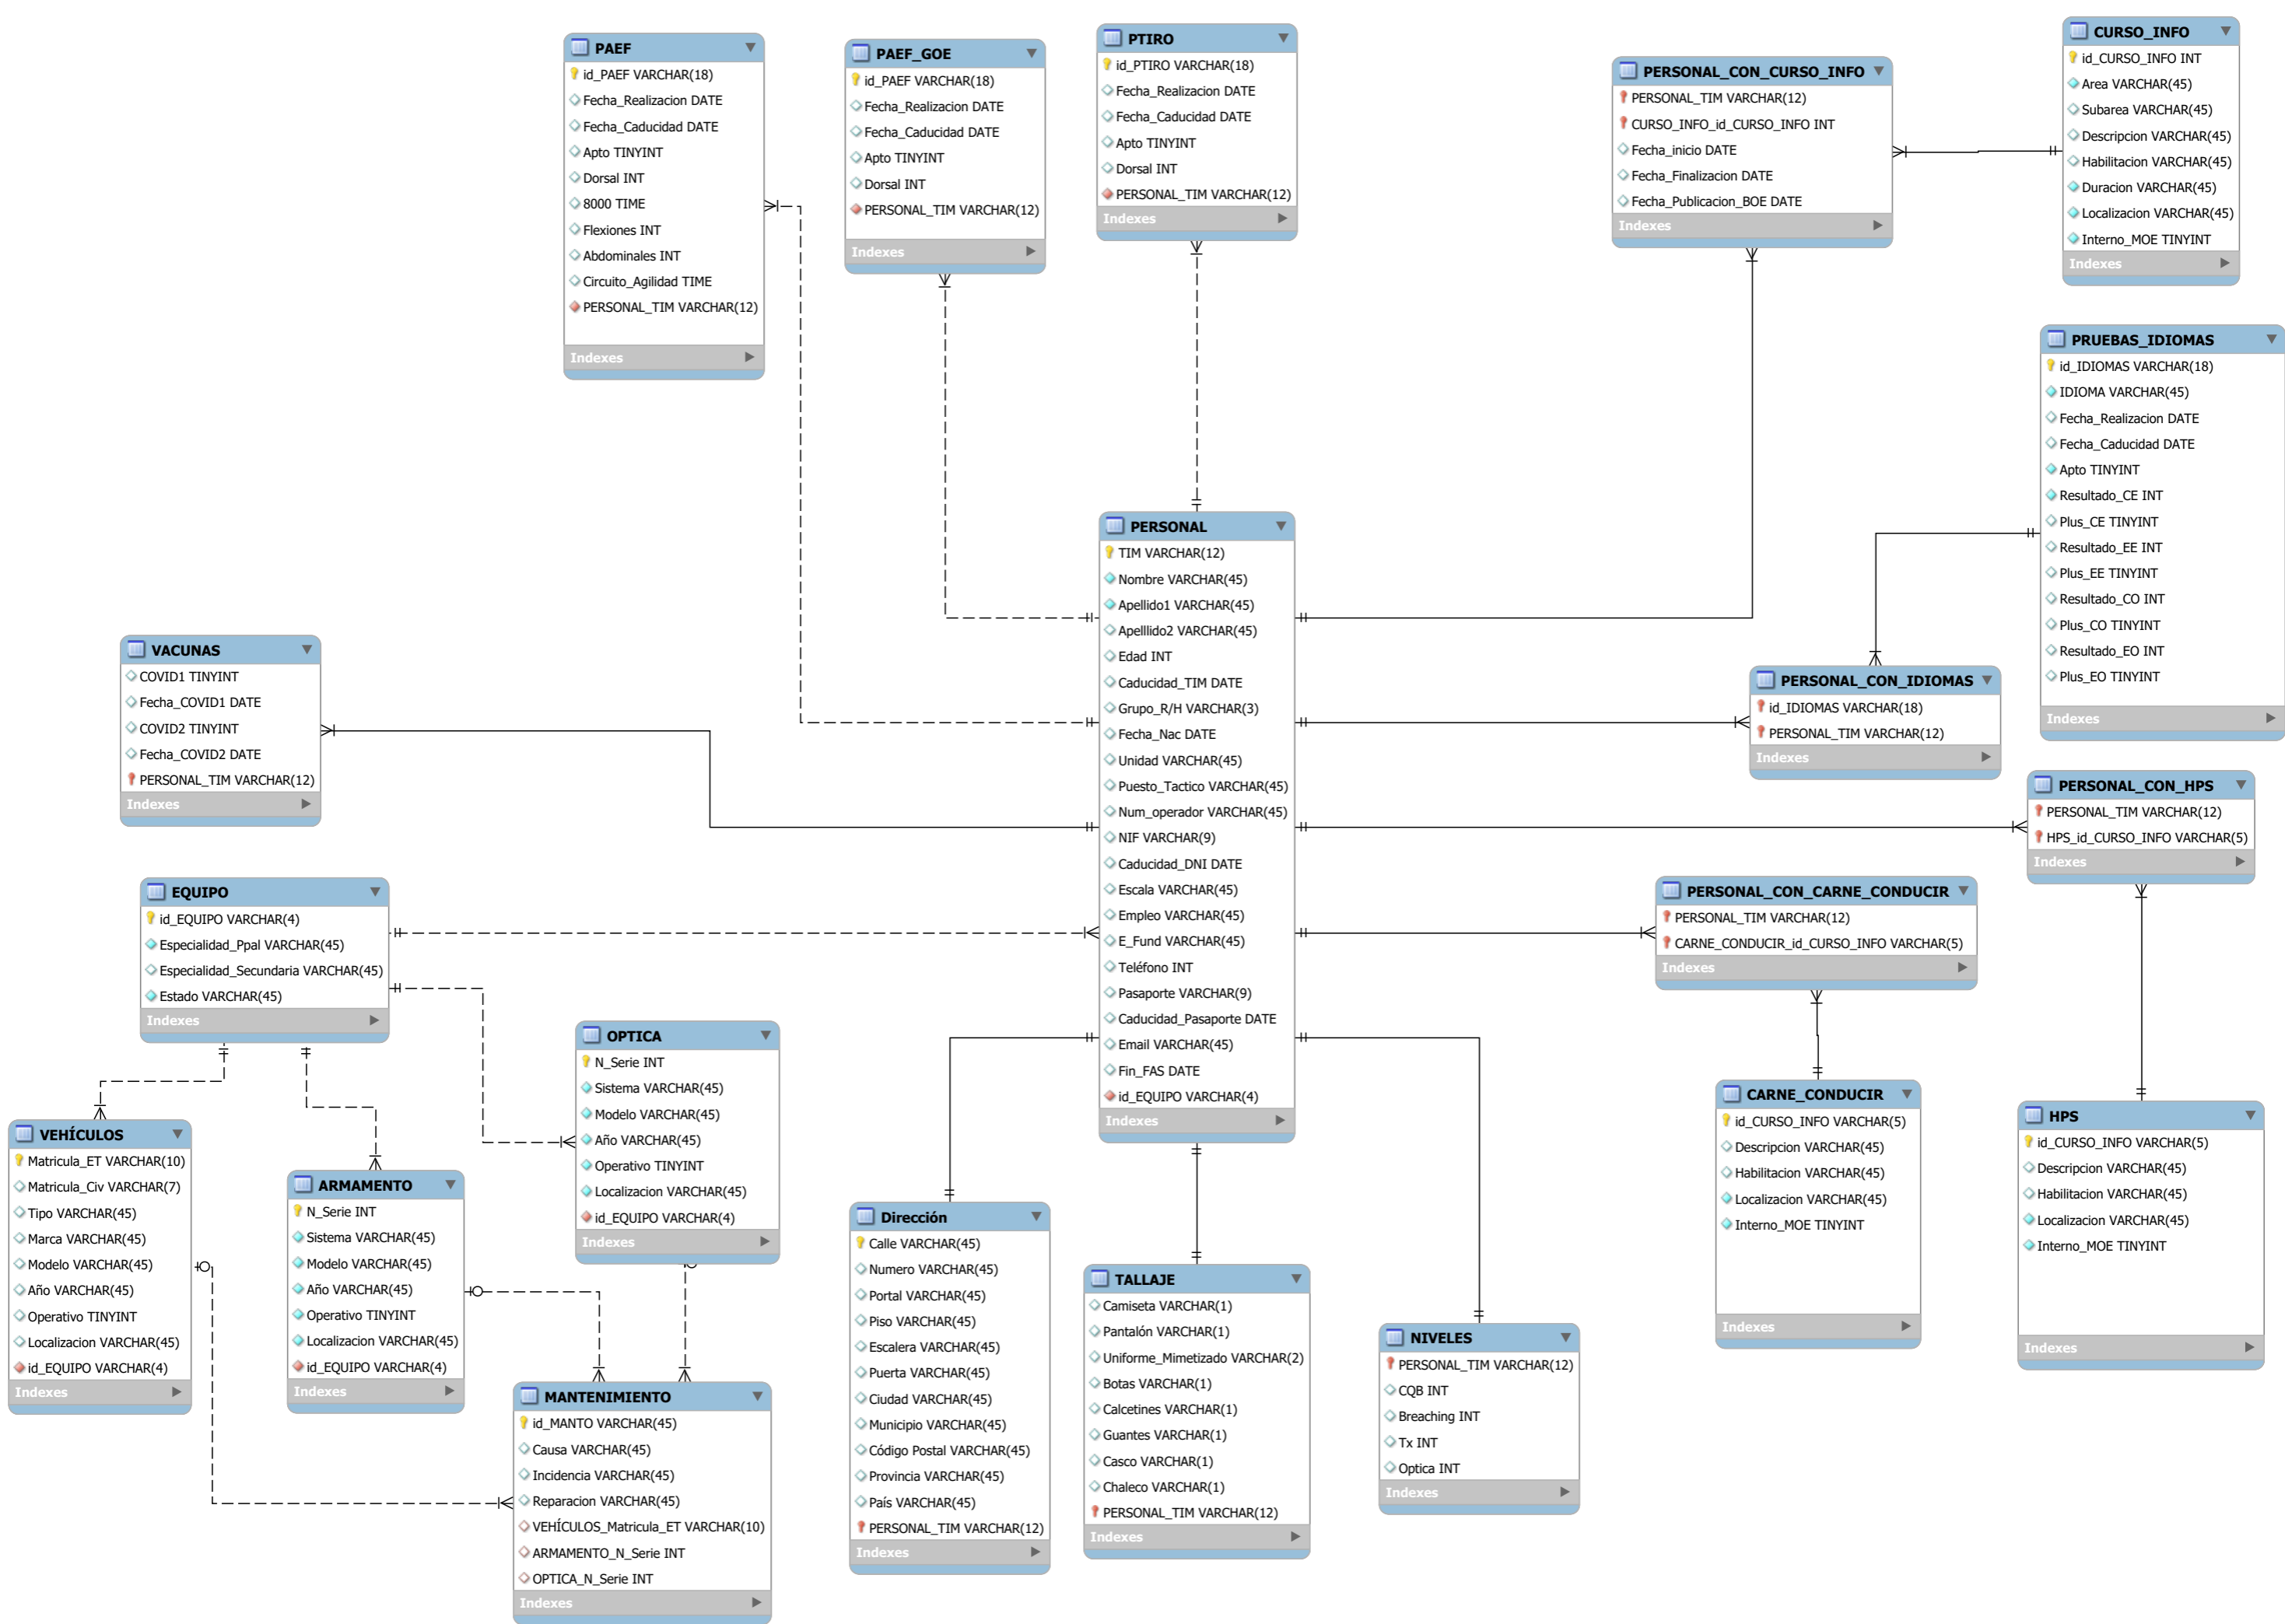 PAEF
id_PAEF VARCHAR(18)
Fecha_Realizacion DATE
Fecha_Caducidad DATE
Apto TINYINT
Dorsal INT
8000 TIME
Flexiones INT
Abdominales INT
Circuito_Agilidad TIME
PERSONAL_TIM VARCHAR(12)
Indexes
PAEF_GOE
id_PAEF VARCHAR(18)
Fecha_Realizacion DATE
Fecha_Caducidad DATE
Apto TINYINT
Dorsal INT
PERSONAL_TIM VARCHAR(12)
Indexes
PTIRO
id_PTIRO VARCHAR(18)
Fecha_Realizacion DATE
Fecha_Caducidad DATE
Apto TINYINT
Dorsal INT
PERSONAL_TIM VARCHAR(12)
Indexes
PERSONAL_CON_CURSO_INFO
PERSONAL_TIM VARCHAR(12)
CURSO_INFO_id_CURSO_INFO INT
Fecha_inicio DATE
Fecha_Finalizacion DATE
Fecha_Publicacion_BOE DATE
Indexes
CURSO_INFO
id_CURSO_INFO INT
Area VARCHAR(45)
Subarea VARCHAR(45)
Descripcion VARCHAR(45)
Habilitacion VARCHAR(45)
Duracion VARCHAR(45)
Localizacion VARCHAR(45)
Interno_MOE TINYINT
Indexes
PRUEBAS_IDIOMAS
id_IDIOMAS VARCHAR(18)
IDIOMA VARCHAR(45)
Fecha_Realizacion DATE
Fecha_Caducidad DATE
Apto TINYINT
Resultado_CE INT
Plus_CE TINYINT
Resultado_EE INT
Plus_EE TINYINT
Resultado_CO INT
Plus_CO TINYINT
Resultado_EO INT
Plus_EO TINYINT
Indexes
PERSONAL
TIM VARCHAR(12)
Nombre VARCHAR(45)
Apellido1 VARCHAR(45)
Apelllido2 VARCHAR(45)
Edad INT
Caducidad_TIM DATE
Grupo_R/H VARCHAR(3)
Fecha_Nac DATE
Unidad VARCHAR(45)
Puesto_Tactico VARCHAR(45)
Num_operador VARCHAR(45)
NIF VARCHAR(9)
Caducidad_DNI DATE
Escala VARCHAR(45)
Empleo VARCHAR(45)
E_Fund VARCHAR(45)
Teléfono INT
Pasaporte VARCHAR(9)
Caducidad_Pasaporte DATE
Email VARCHAR(45)
Fin_FAS DATE
id_EQUIPO VARCHAR(4)
Indexes
VACUNAS
COVID1 TINYINT
Fecha_COVID1 DATE
COVID2 TINYINT
Fecha_COVID2 DATE
PERSONAL_TIM VARCHAR(12)
Indexes
PERSONAL_CON_IDIOMAS
id_IDIOMAS VARCHAR(18)
PERSONAL_TIM VARCHAR(12)
Indexes
PERSONAL_CON_HPS
PERSONAL_TIM VARCHAR(12)
HPS_id_CURSO_INFO VARCHAR(5)
Indexes
EQUIPO
id_EQUIPO VARCHAR(4)
Especialidad_Ppal VARCHAR(45)
Especialidad_Secundaria VARCHAR(45)
Estado VARCHAR(45)
Indexes
PERSONAL_CON_CARNE_CONDUCIR
PERSONAL_TIM VARCHAR(12)
CARNE_CONDUCIR_id_CURSO_INFO VARCHAR(5)
Indexes
OPTICA
N_Serie INT
Sistema VARCHAR(45)
Modelo VARCHAR(45)
Año VARCHAR(45)
Operativo TINYINT
Localizacion VARCHAR(45)
id_EQUIPO VARCHAR(4)
Indexes
VEHÍCULOS
Matricula_ET VARCHAR(10)
Matricula_Civ VARCHAR(7)
Tipo VARCHAR(45)
Marca VARCHAR(45)
Modelo VARCHAR(45)
Año VARCHAR(45)
Operativo TINYINT
Localizacion VARCHAR(45)
id_EQUIPO VARCHAR(4)
Indexes
ARMAMENTO
N_Serie INT
Sistema VARCHAR(45)
Modelo VARCHAR(45)
Año VARCHAR(45)
Operativo TINYINT
Localizacion VARCHAR(45)
id_EQUIPO VARCHAR(4)
Indexes
MANTENIMIENTO
id_MANTO VARCHAR(45)
Causa VARCHAR(45)
Incidencia VARCHAR(45)
Reparacion VARCHAR(45)
VEHÍCULOS_Matricula_ET VARCHAR(10)
ARMAMENTO_N_Serie INT
OPTICA_N_Serie INT
Indexes
Dirección
Calle VARCHAR(45)
Numero VARCHAR(45)
Portal VARCHAR(45)
Piso VARCHAR(45)
Escalera VARCHAR(45)
Puerta VARCHAR(45)
Ciudad VARCHAR(45)
Municipio VARCHAR(45)
Código Postal VARCHAR(45)
Provincia VARCHAR(45)
País VARCHAR(45)
PERSONAL_TIM VARCHAR(12)
Indexes
TALLAJE
Camiseta VARCHAR(1)
Pantalón VARCHAR(1)
Uniforme_Mimetizado VARCHAR(2)
Botas VARCHAR(1)
Calcetines VARCHAR(1)
Guantes VARCHAR(1)
Casco VARCHAR(1)
Chaleco VARCHAR(1)
PERSONAL_TIM VARCHAR(12)
Indexes
NIVELES
PERSONAL_TIM VARCHAR(12)
CQB INT
Breaching INT
Tx INT
Optica INT
Indexes
CARNE_CONDUCIR
id_CURSO_INFO VARCHAR(5)
Descripcion VARCHAR(45)
Habilitacion VARCHAR(45)
Localizacion VARCHAR(45)
Interno_MOE TINYINT
Indexes
HPS
id_CURSO_INFO VARCHAR(5)
Descripcion VARCHAR(45)
Habilitacion VARCHAR(45)
Localizacion VARCHAR(45)
Interno_MOE TINYINT
Indexes